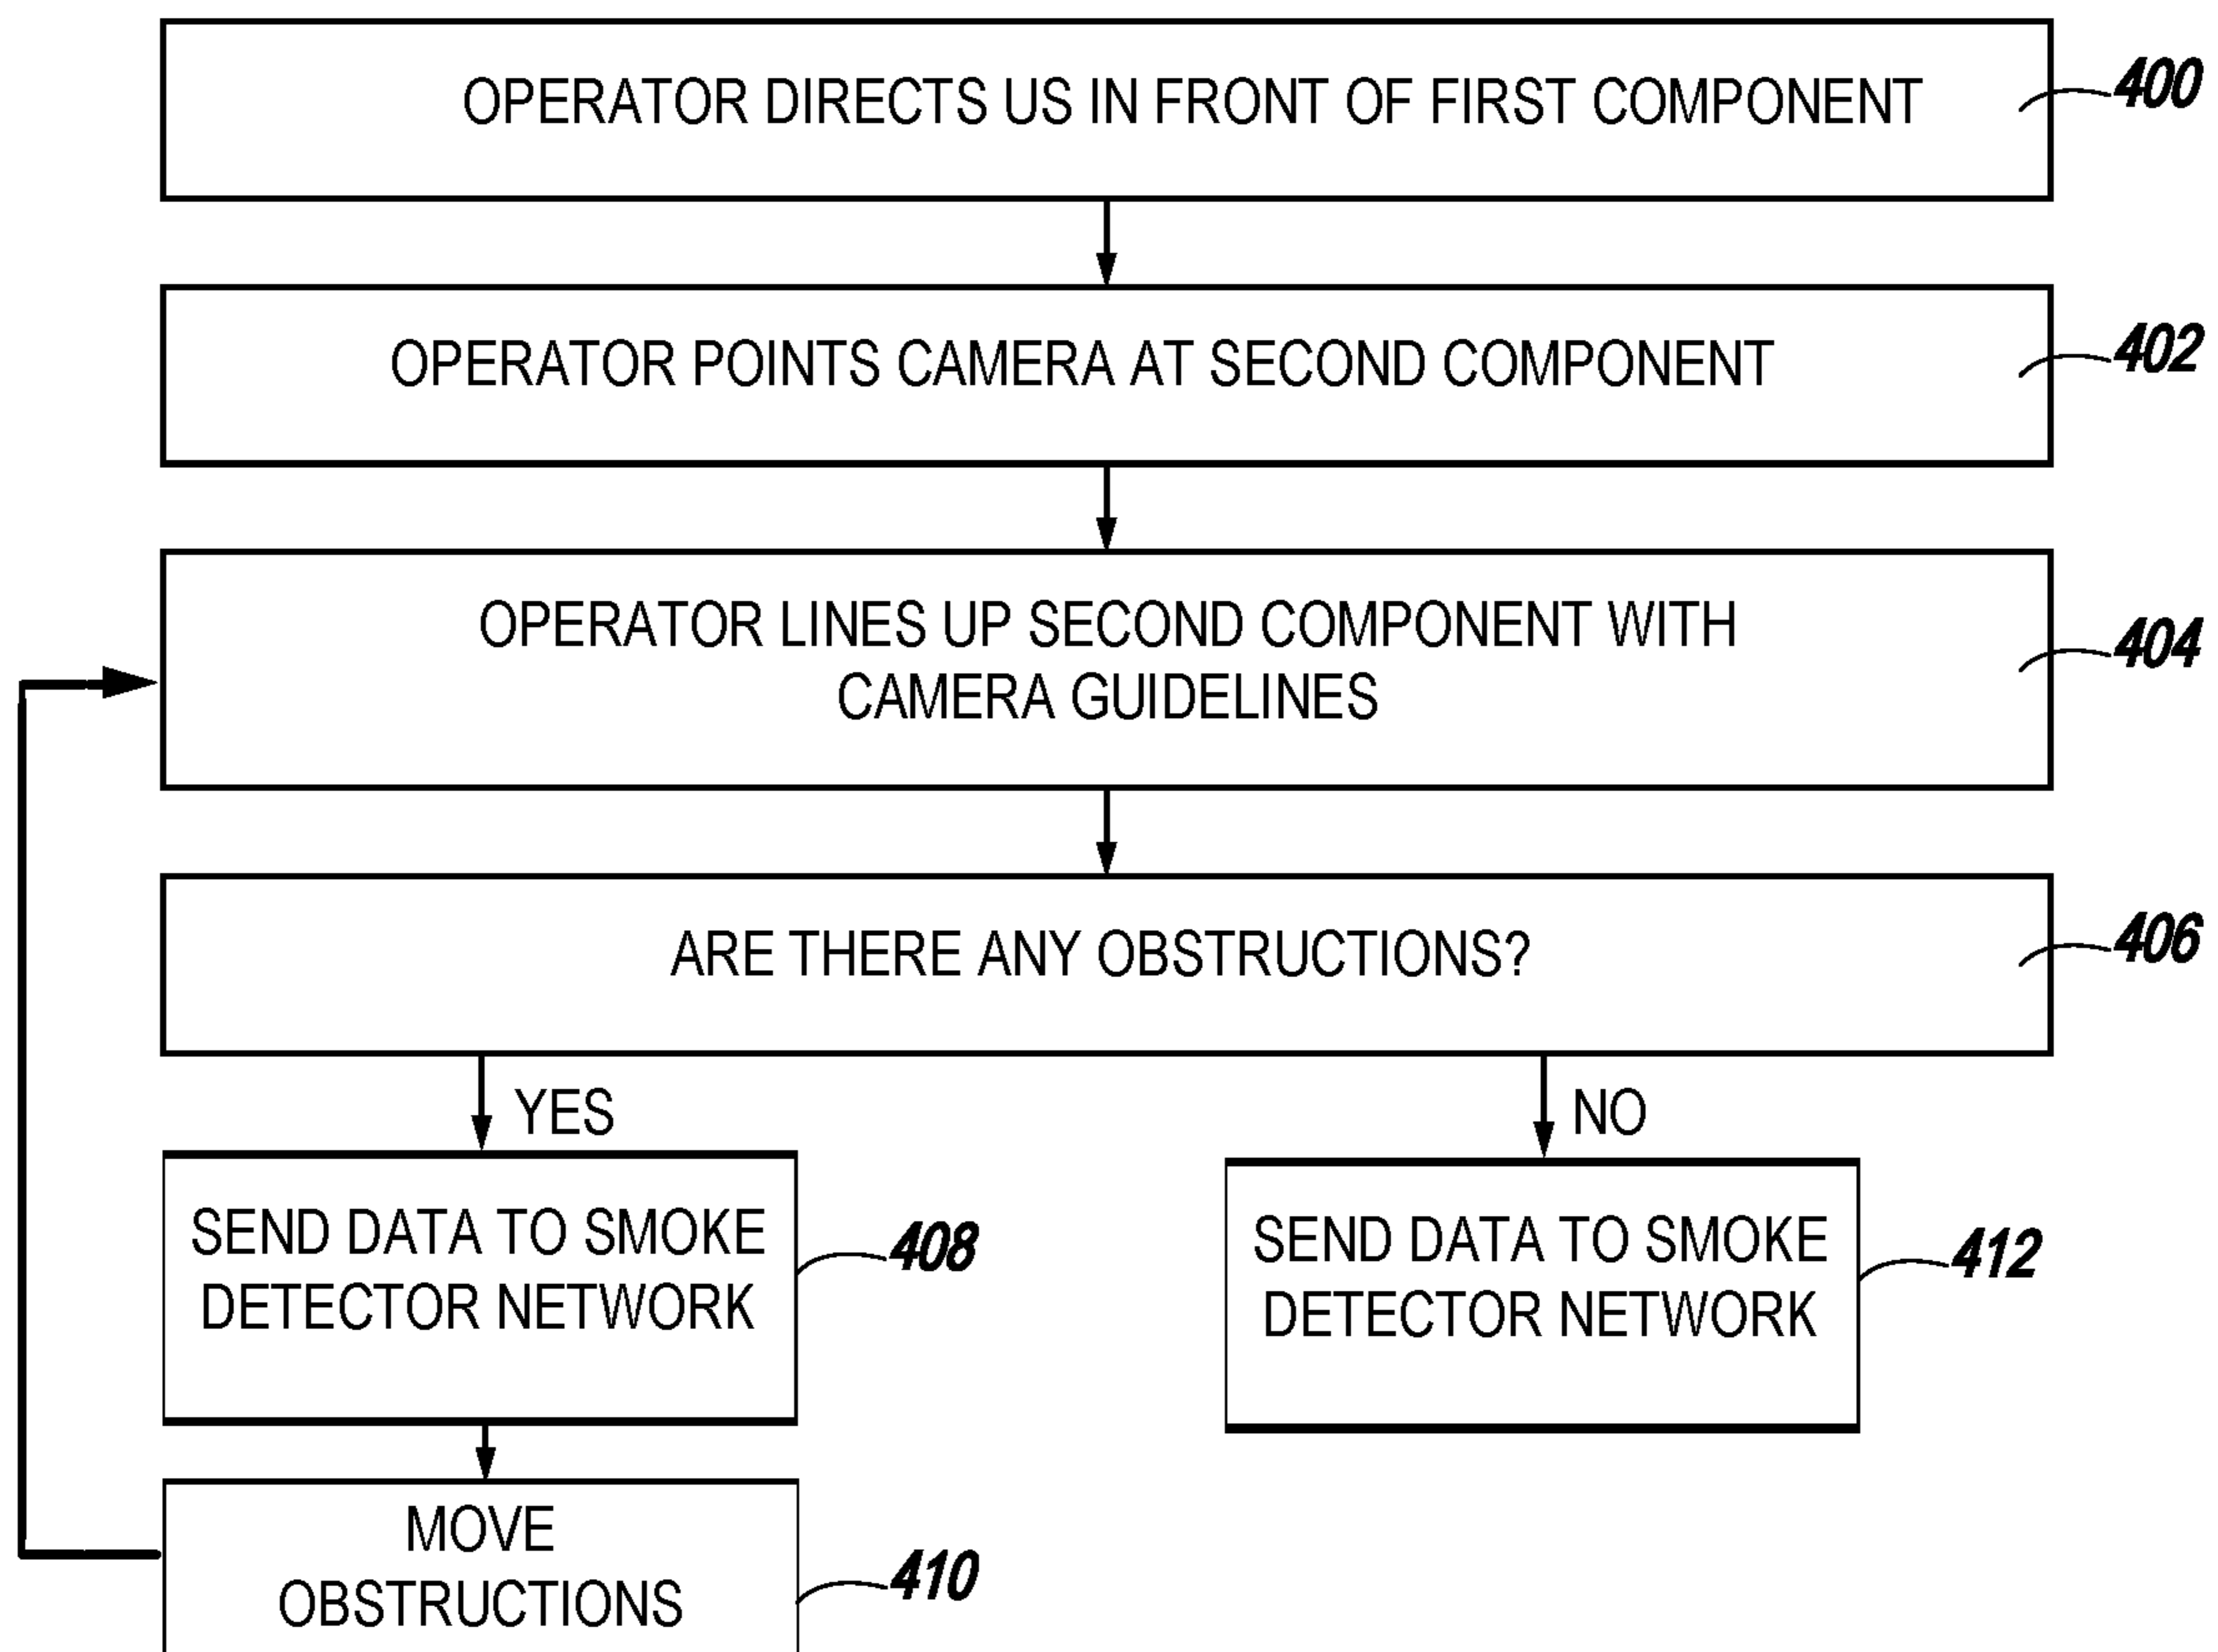 OPERATOR DIRECTS US IN FRONT OF FIRST COMPONENT
400
OPERATOR POINTS CAMERA AT SECOND COMPONENT
402
OPERATOR LINES UP SECOND COMPONENT WITH
CAMERA GUIDELINES
404
ARE THERE ANY OBSTRUCTIONS?
406
YES
NO
SEND DATA TO SMOKE
DETECTOR NETWORK
408
SEND DATA TO SMOKE
DETECTOR NETWORK
412
MOVE
OBSTRUCTIONS
410